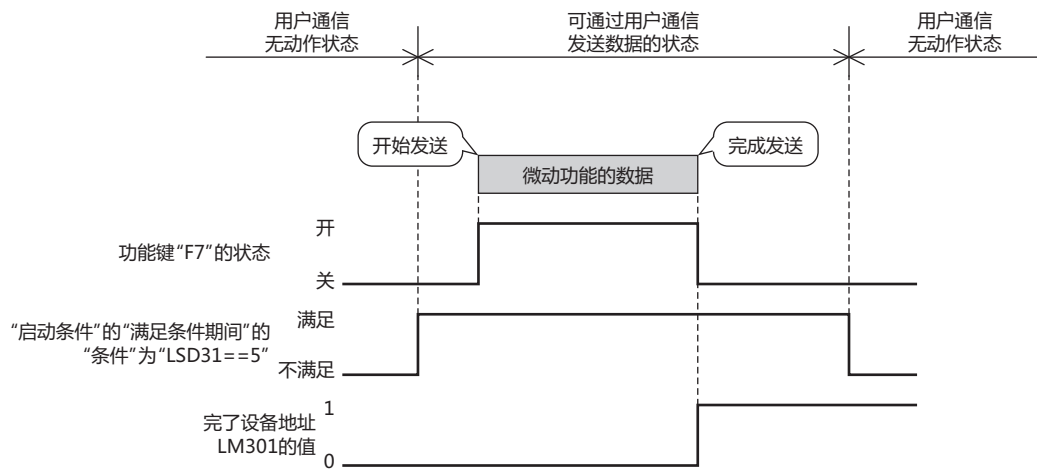 用户通信
无动作状态
可通过用户通信
发送数据的状态
用户通信
无动作状态
开始发送
完成发送
微动功能的数据
开
功能键“F7”的状态
关
满足
“启动条件”的“满足条件期间”的
“条件”为“LSD31==5”
不满足
1
完了设备地址
LM301的值
0